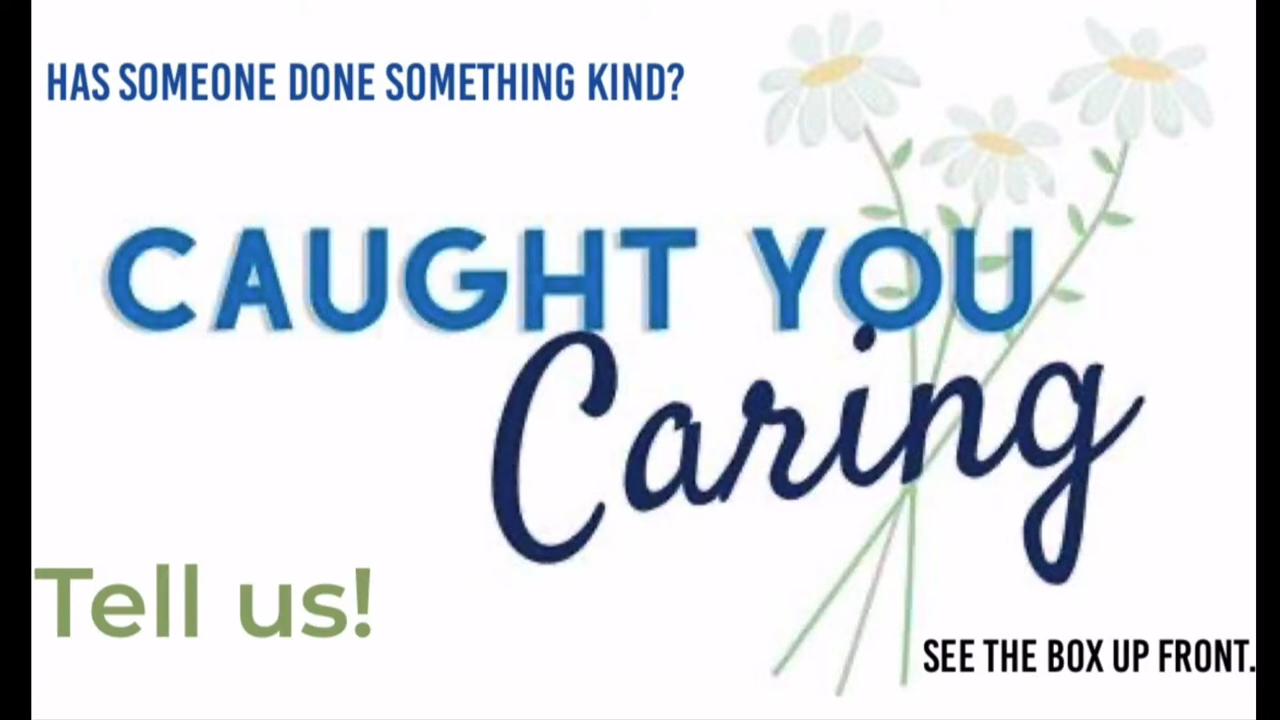 HAS SOMEONE DONE SOMETHING KIND?
CAUGHT YOU
Caring
Tell us!
SEE THE BOX UP FRONT.